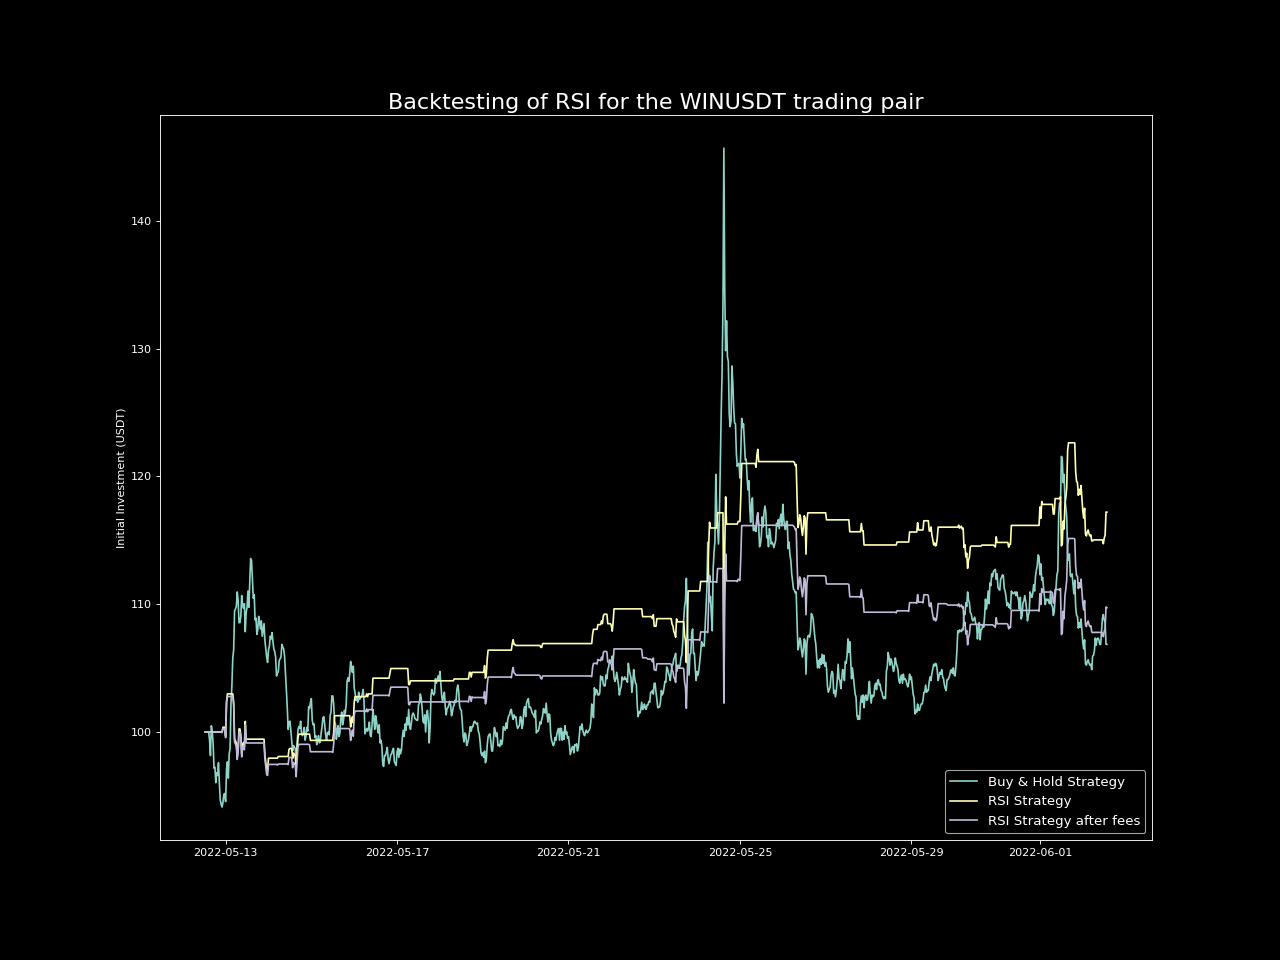 Backtesting of RSI for the WINUSDT trading pair
Initial Investment (USDT)
140
130
120
110
100
2022-05-13
2022-05-17
2022-05-21
2022-05-25
2022-05-29
2022-06-01
Buy & Hold Strategy
RSI Strategy
RSI Strategy after fees